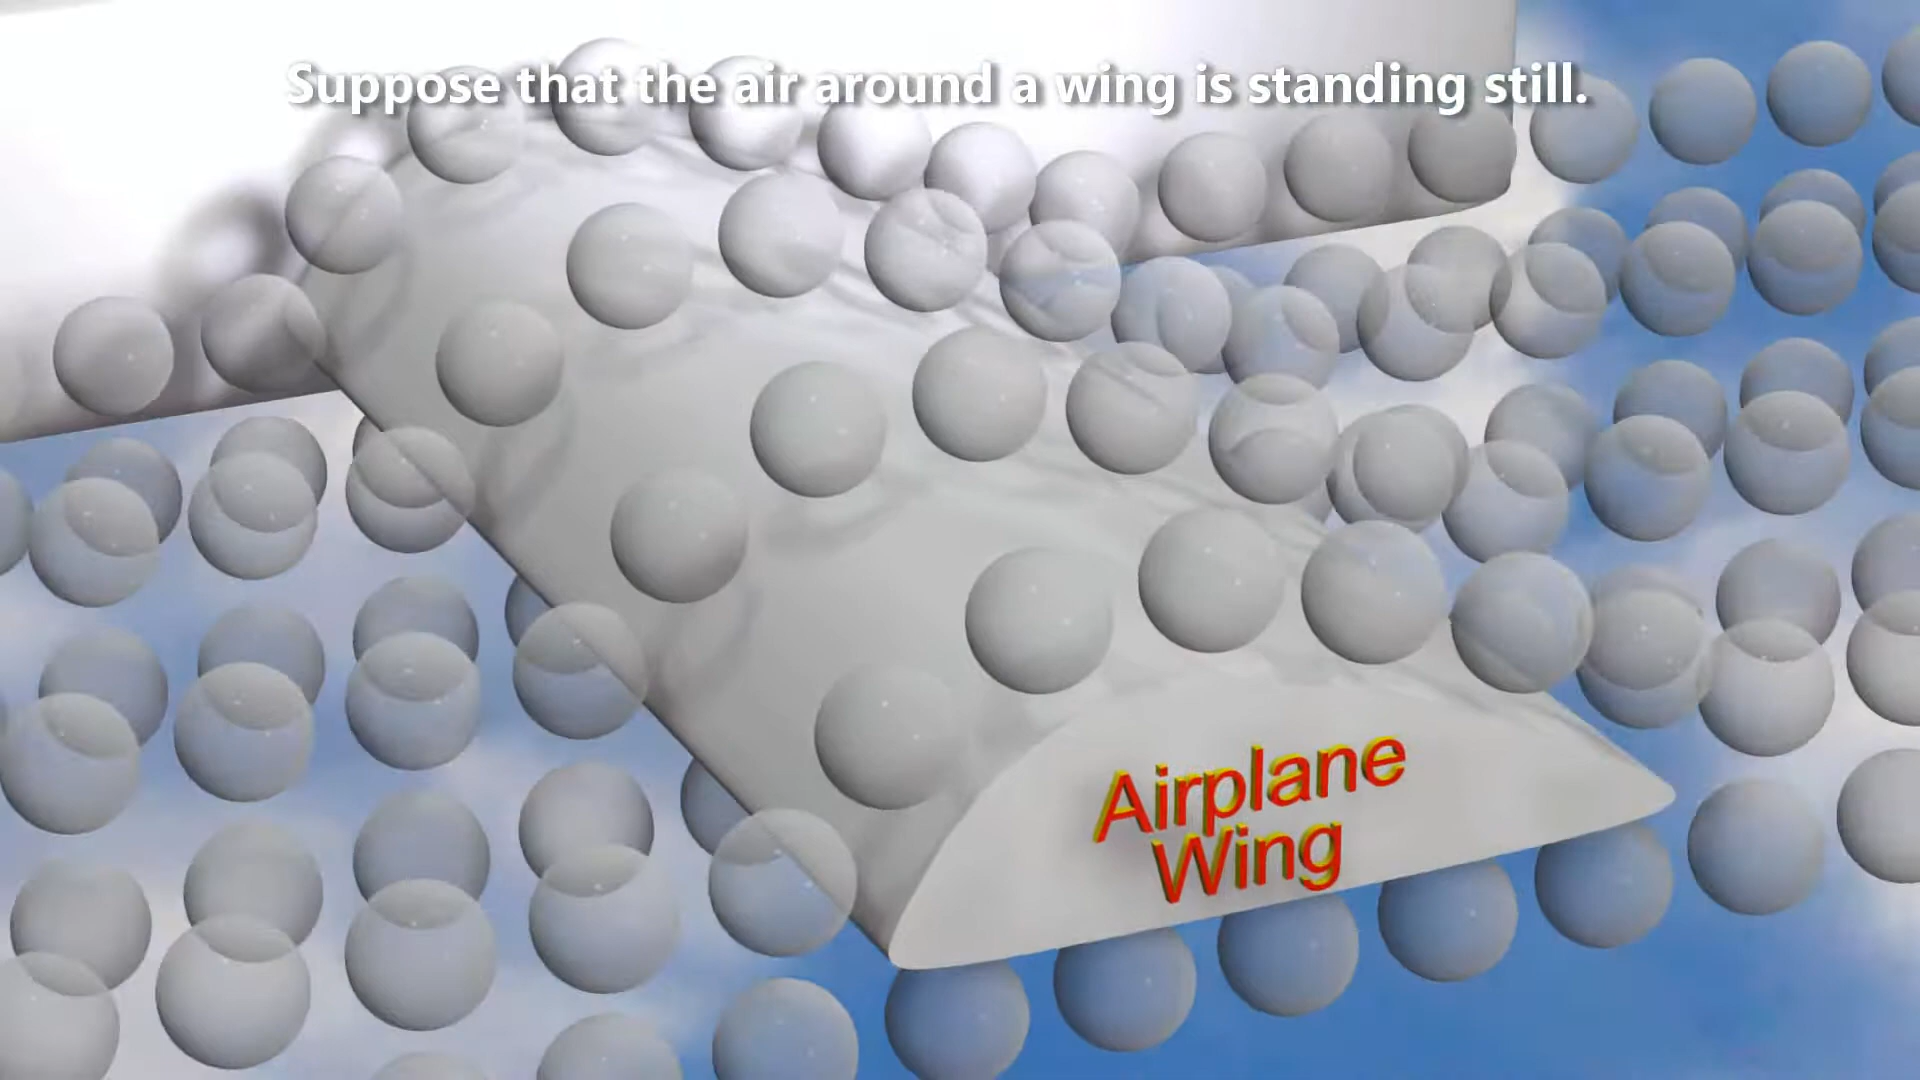 Suppose that the air around a wing is standing still.
Airplane
Wing